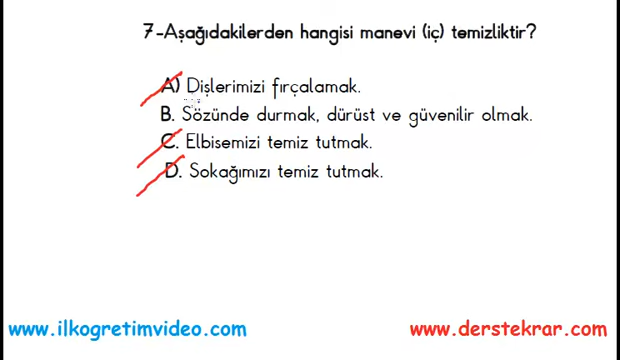 7-Aşağıdakilerden hangisi manevi (iç) temizliktir?
A) Dişlerimizi fırçalamak.
B. Sözünde durmak, dürüst ve güvenilir olmak.
C. Elbisemizi temiz tutmak.
D. Sokağımızı temiz tutmak.
www.ilkogretimvideo.com
www.derstekrar.com